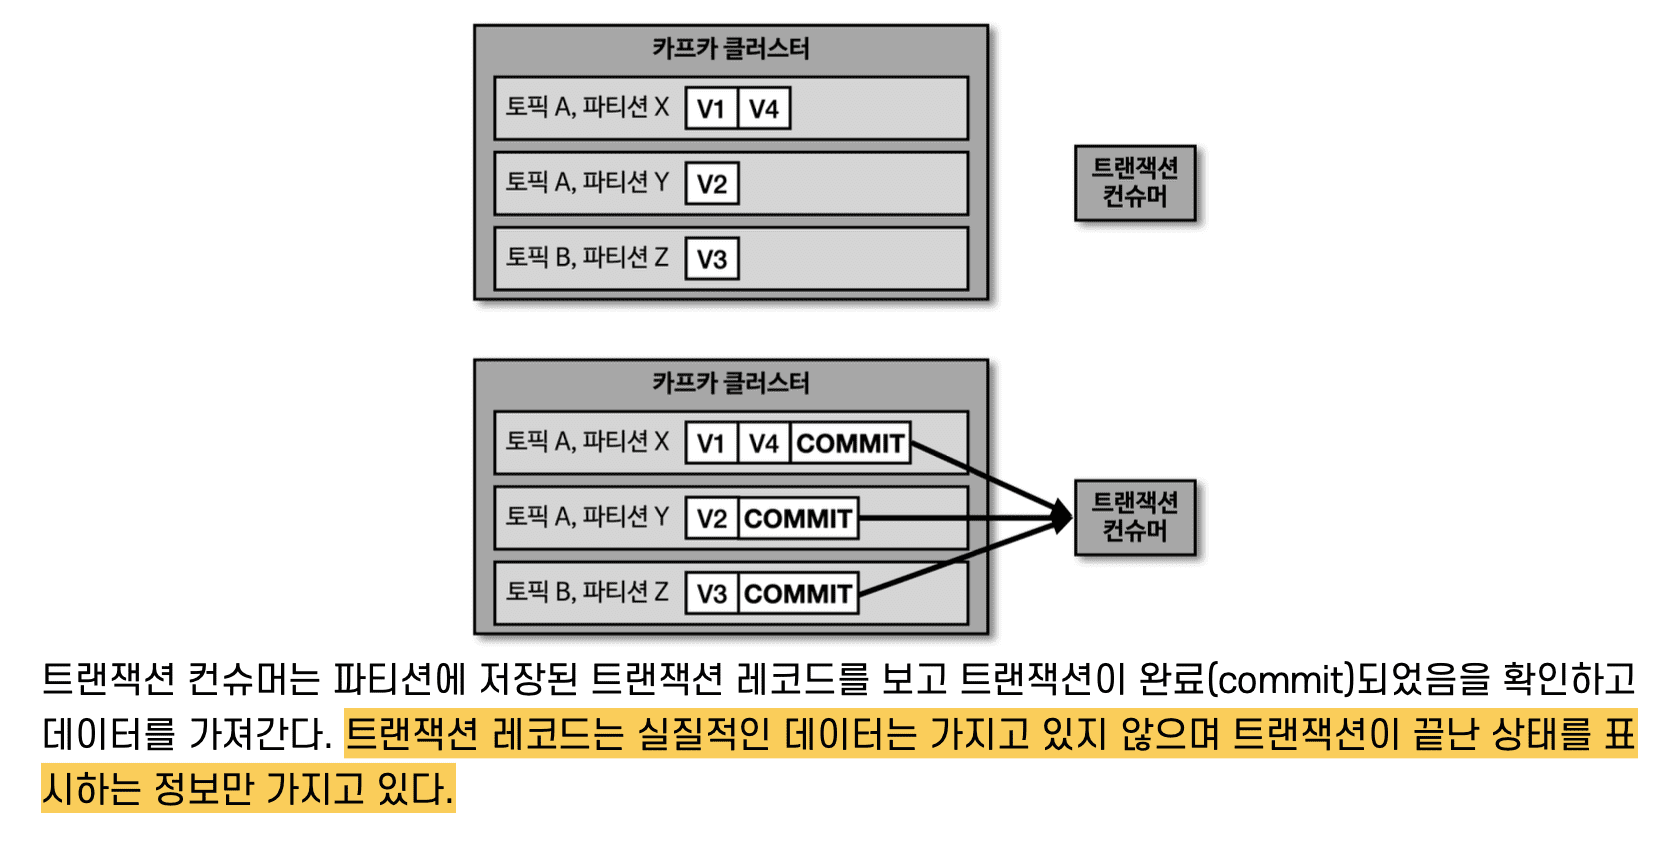 카프카 클러스터
토픽 A, 파티션 X V1 V4
토픽 A, 파티션 Y V2
토픽 B, 파티션 Z V3
트랜잭션
컨슈머
카프카 클러스터
토픽 A, 파티션 X V1 V4 COMMIT
토픽 A, 파티션 Y V2 COMMIT
토픽 B, 파티션 Z V3 COMMIT
트랜잭션
컨슈머
트랜잭션 컨슈머는 파티션에 저장된 트랜잭션 레코드를 보고 트랜잭션이 완료(commit)되었음을 확인하고
데이터를 가져간다. 트랜잭션 레코드는 실질적인 데이터는 가지고 있지 않으며 트랜잭션이 끝난 상태를 표
시하는 정보만 가지고 있다.